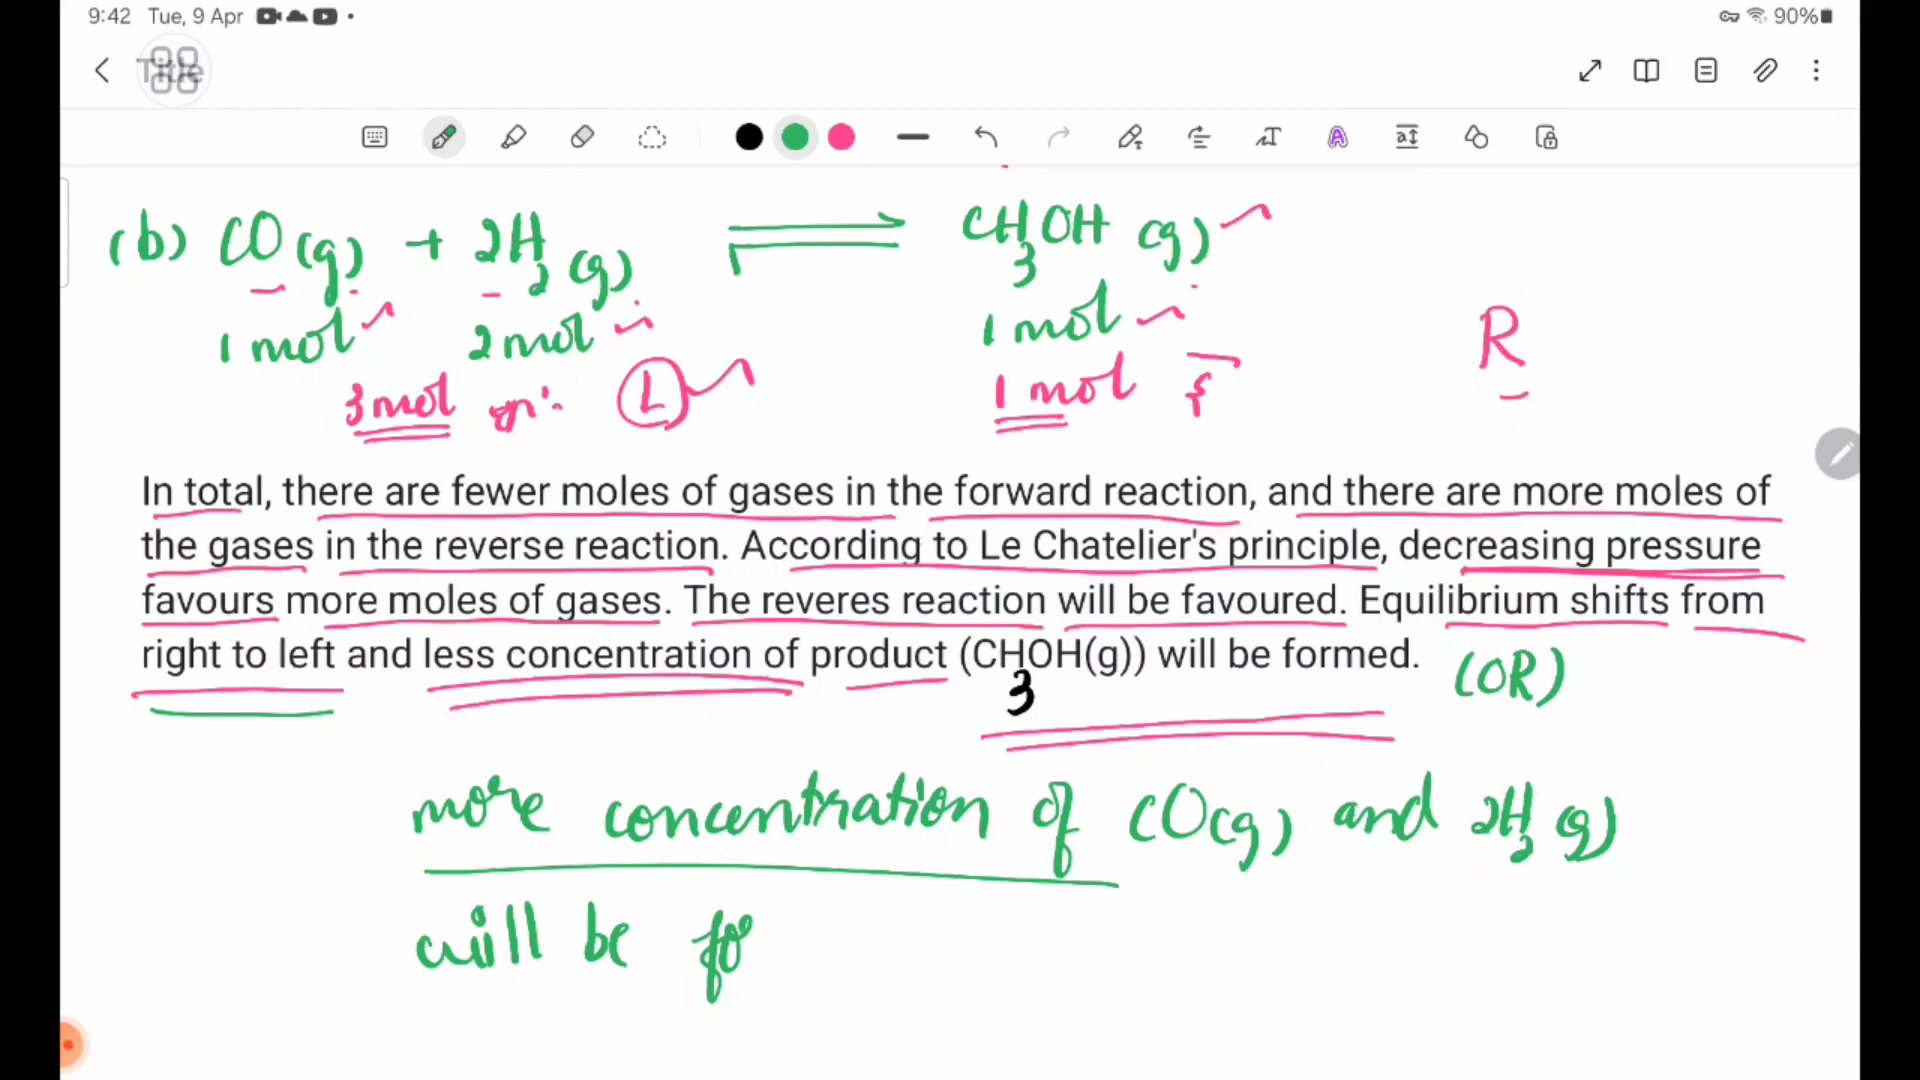 9:42 Tue, 9 Apr 90%
Title
(b) CO(g) + 2H2(g) ⇌ CH3OH (g)
1 mol 2 mol 1 mol
3 mol L 1 mol R
In total, there are fewer moles of gases in the forward reaction, and there are more moles of
the gases in the reverse reaction. According to Le Chatelier's principle, decreasing pressure
favours more moles of gases. The reveres reaction will be favoured. Equilibrium shifts from
right to left and less concentration of product (CH3OH(g)) will be formed. (OR)
more concentration of CO(g) and 2H2(g)
will be fo